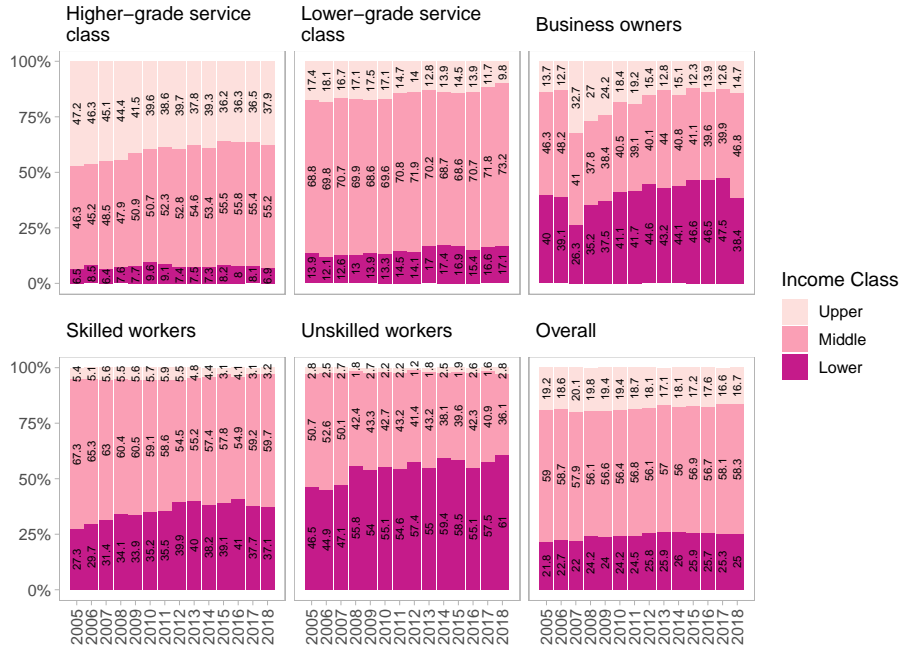 Higher−grade service
class
Lower−grade service
class
Business owners
100%
75%
50%
25%
0%
47.2 46.3 45.1 44.4 41.5 39.6 38.6 39.7 37.8 39.3 36.2 36.3 36.5 37.9
46.3 45.2 48.5 47.9 50.9 50.7 52.3 52.8 54.6 53.4 55.5 55.8 55.4 55.2
6.5 8.5 6.4 7.6 7.7 9.6 9.1 7.4 7.5 7.3 8.2 8 8.1 6.9
17.4 18.1 16.7 17.1 17.5 17.1 14.7 14 12.8 13.9 14.5 13.9 11.7 9.8
68.8 69.8 70.7 69.9 68.6 69.6 70.8 71.9 70.2 68.7 68.6 70.7 71.8 73.2
13.9 12.1 12.6 13 13.9 13.3 14.5 14.1 17 17.4 16.9 15.4 16.6 17.1
13.7 12.7 32.7 27 24.2 18.4 19.2 15.4 12.8 15.1 12.3 13.9 12.6 14.7
46.3 48.2 41 37.8 38.4 40.5 39.1 40.1 44 40.8 41.1 39.6 39.9 46.8
40 39.1 26.3 35.2 37.5 41.1 41.7 44.6 43.2 44.1 46.6 46.5 47.5 38.4
Income Class
Upper
Middle
Lower
Skilled workers
Unskilled workers
Overall
100%
75%
50%
25%
0%
5.4 5.1 5.6 5.5 5.6 5.7 5.9 5.5 4.8 4.4 3.1 4.1 3.1 3.2
67.3 65.3 63 60.4 60.5 59.1 58.6 54.5 55.2 57.4 57.8 54.9 59.2 59.7
27.3 29.7 31.4 34.1 33.9 35.2 35.5 39.9 40 38.2 39.1 41 37.7 37.1
2.8 2.5 2.7 1.8 2.7 2.2 2.2 1.2 1.8 2.5 1.9 2.6 1.6 2.8
50.7 52.6 50.1 42.4 43.3 42.7 43.2 41.4 43.2 38.1 39.6 42.3 40.9 36.1
46.5 44.9 47.1 55.8 54 55.1 54.6 57.4 55 59.4 58.5 55.1 57.5 61
19.2 18.6 20.1 19.8 19.4 19.4 18.7 18.1 17.1 18.1 17.2 17.6 16.6 16.7
59 58.7 57.9 56.1 56.6 56.4 56.8 56.1 57 56 56.9 56.7 58.1 58.3
21.8 22.7 22 24.2 24 24.2 24.5 25.8 25.9 26 25.9 25.7 25.3 25
2005 2006 2007 2008 2009 2010 2011 2012 2013 2014 2015 2016 2017 2018
2005 2006 2007 2008 2009 2010 2011 2012 2013 2014 2015 2016 2017 2018
2005 2006 2007 2008 2009 2010 2011 2012 2013 2014 2015 2016 2017 2018